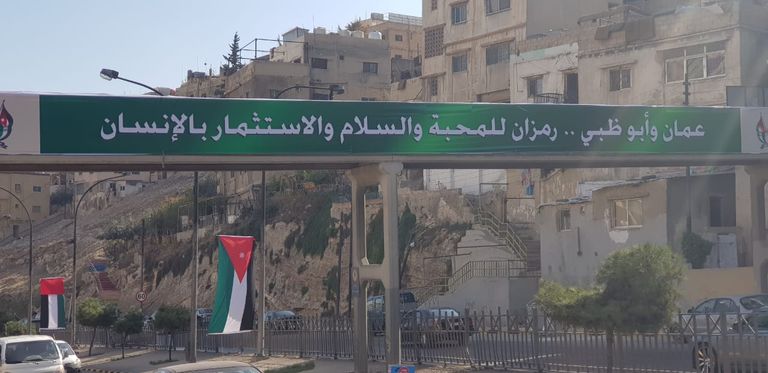 عمان وأبو ظبي .. رمزان للمحبة والسلام والاستثمار بالإنسان